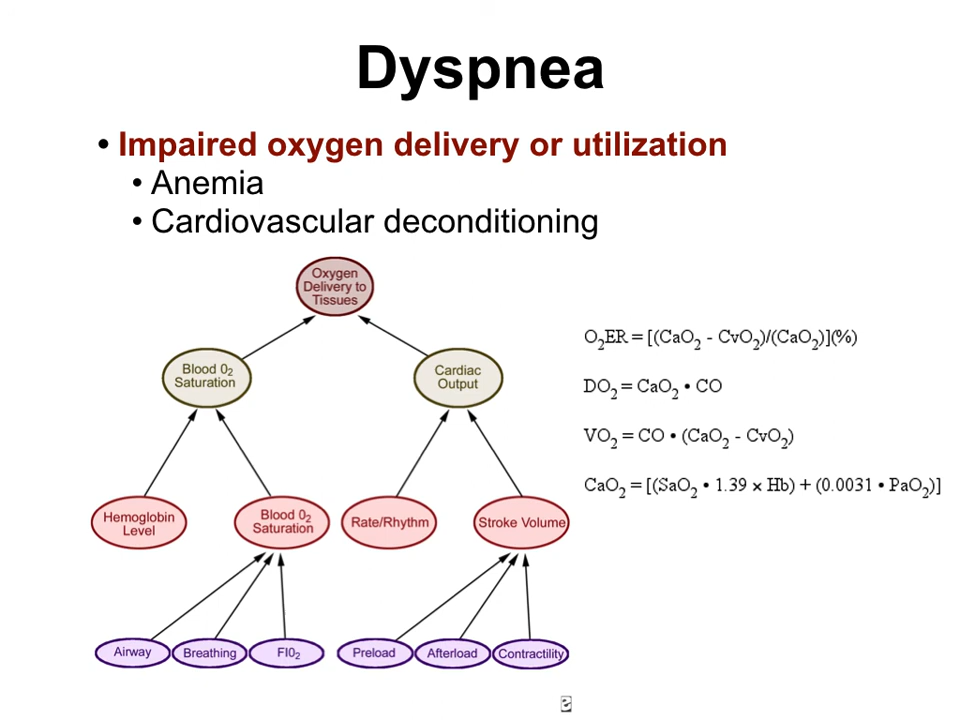 Dyspnea
• Impaired oxygen delivery or utilization
• Anemia
• Cardiovascular deconditioning
Oxygen
Delivery to
Tissues
Blood 0₂
Saturation
Cardiac
Output
Hemoglobin
Level
Blood 0₂
Saturation
Rate/Rhythm
Stroke Volume
Airway
Breathing
FI0₂
Preload
Afterload
Contractility
O₂ER = [(CaO₂ - CvO₂)/(CaO₂)](%)
DO₂ = CaO₂ • CO
VO₂ = CO • (CaO₂ - CvO₂)
CaO₂ = [(SaO₂ • 1.39 × Hb) + (0.0031 • PaO₂)]